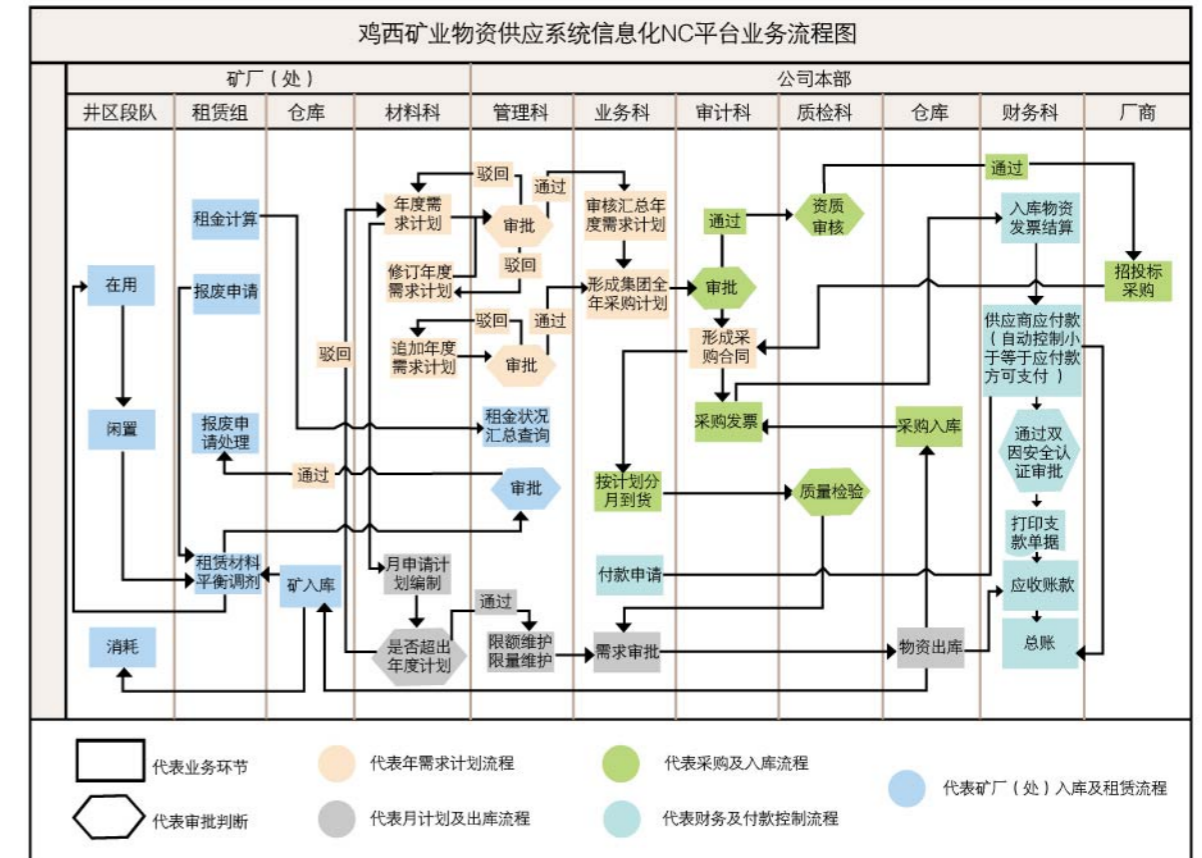 鸡西矿业物资供应系统信息化NC平台业务流程图
矿厂（处）
公司本部
井区段队
租赁组
仓库
材料科
管理科
业务科
审计科
质检科
仓库
财务科
厂商
驳回
通过
通过
年度需
求计划
审批
审核汇总年
度需求计划
通过
资质
审核
入库物资
发票结算
租金计算
驳回
修订年度
需求计划
在用
报废申请
形成集团全
年采购计划
审批
招投标
采购
驳回
通过
驳回
追加年度
需求计划
审批
形成采
购合同
供应商应付款
（自动控制小
于等于应付款
方可支付）
闲置
报废申
请处理
租金状况
汇总查询
采购发票
采购入库
通过双
因安全认
证审批
通过
审批
按计划分
月到货
质量检验
打印支
款单据
租赁材料
平衡调剂
矿入库
月申请计
划编制
付款申请
应收账款
通过
消耗
是否超出
年度计划
限额维护
限量维护
需求审批
物资出库
总账
代表业务环节
代表年需求计划流程
代表采购及入库流程
代表矿厂（处）入库及租赁流程
代表审批判断
代表月计划及出库流程
代表财务及付款控制流程